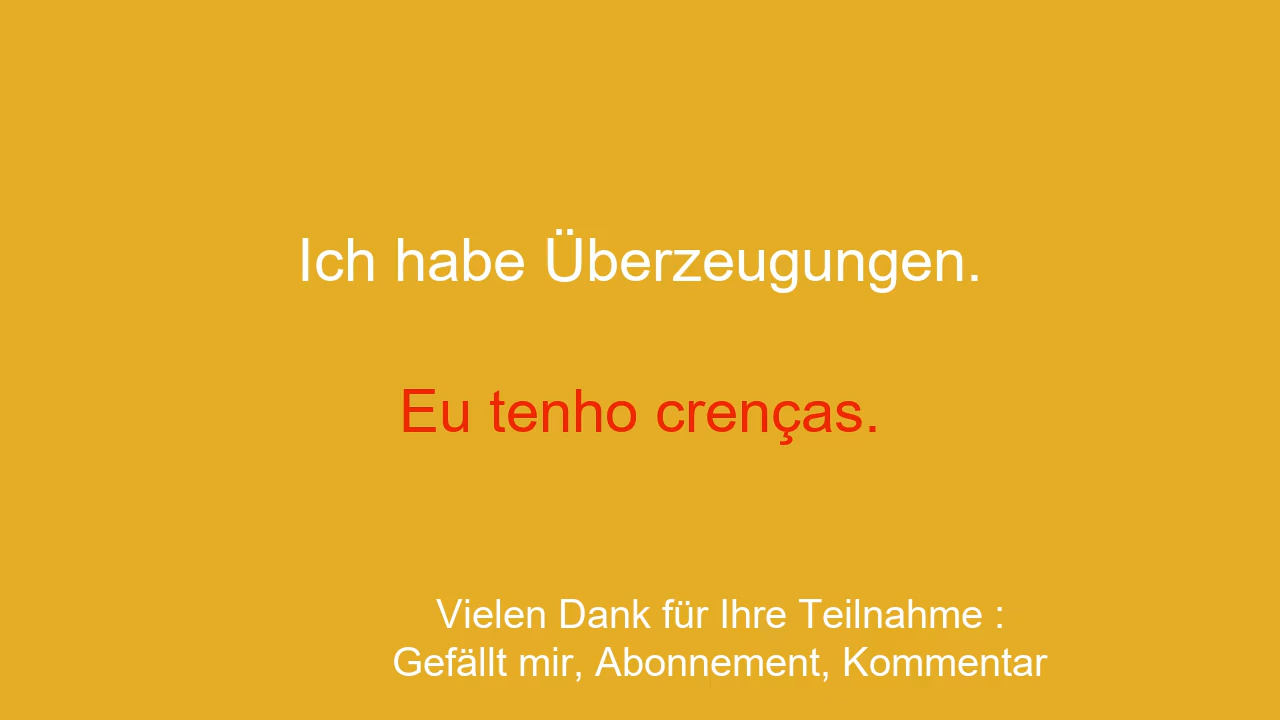 Ich habe Überzeugungen.
Eu tenho crenças.
Vielen Dank für Ihre Teilnahme :
Gefällt mir, Abonnement, Kommentar